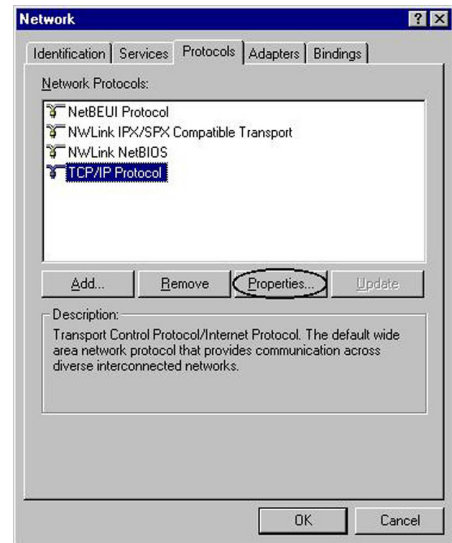 Network
Identification Services Protocols Adapters Bindings
Network Protocols:
NetBEUI Protocol
NWLink IPX/SPX Compatible Transport
NWLink NetBIOS
TCP/IP Protocol
Add... Remove Properties... Update
Description:
Transport Control Protocol/Internet Protocol. The default wide
area network protocol that provides communication across
diverse interconnected networks.
OK Cancel